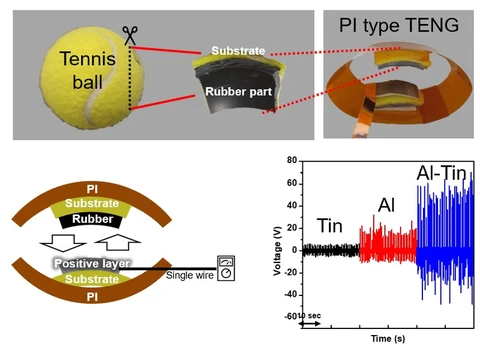 Tennis
ball
Substrate
Rubber part
PI type TENG
PI
Substrate
Rubber
Positive layer
Substrate
PI
Single wire
Voltage (V)
80
60
40
20
0
-20
-40
-60
Tin
Al
Al-Tin
10 sec
Time (s)